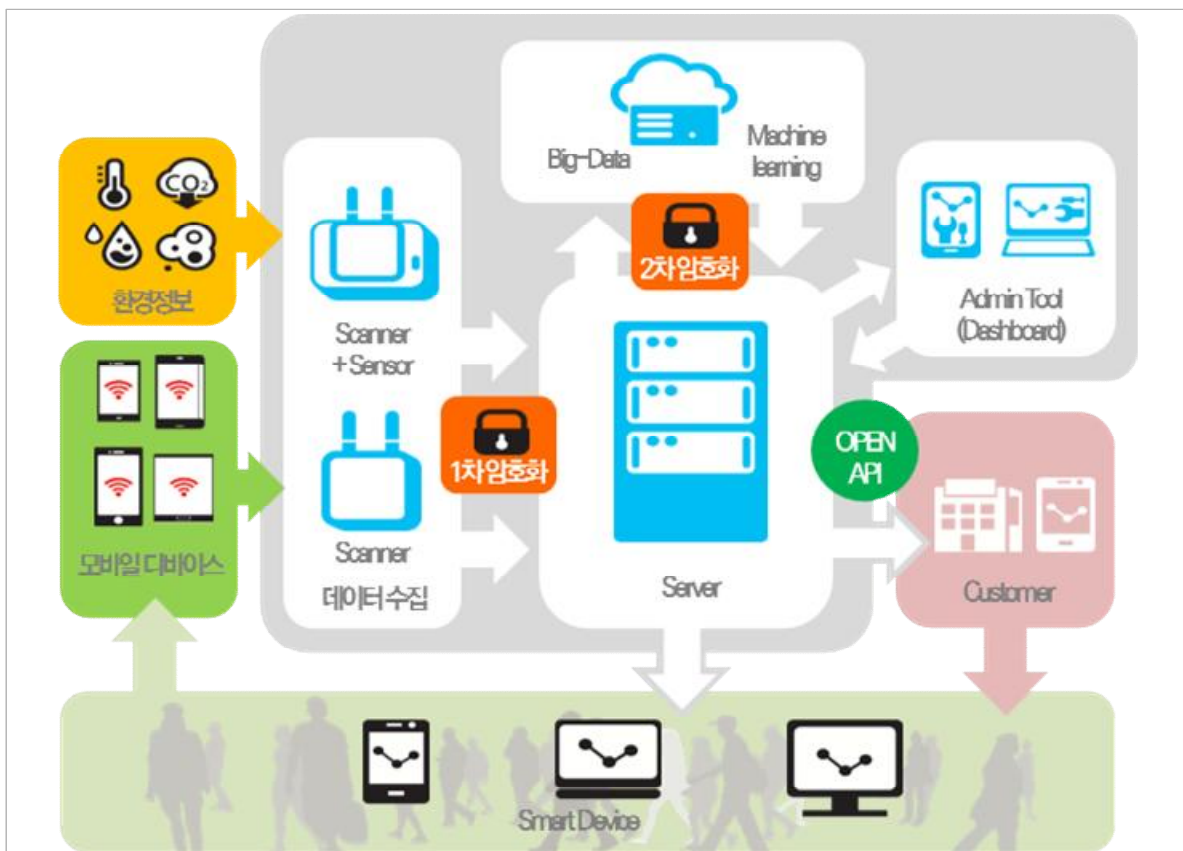 Big-Data
Machine
learning
CO₂
환경정보
2차 암호화
Scanner
+ Sensor
Admin Tool
(Dashboard)
1차 암호화
OPEN
API
모바일 디바이스
Scanner
데이터 수집
Server
Customer
Smart Device